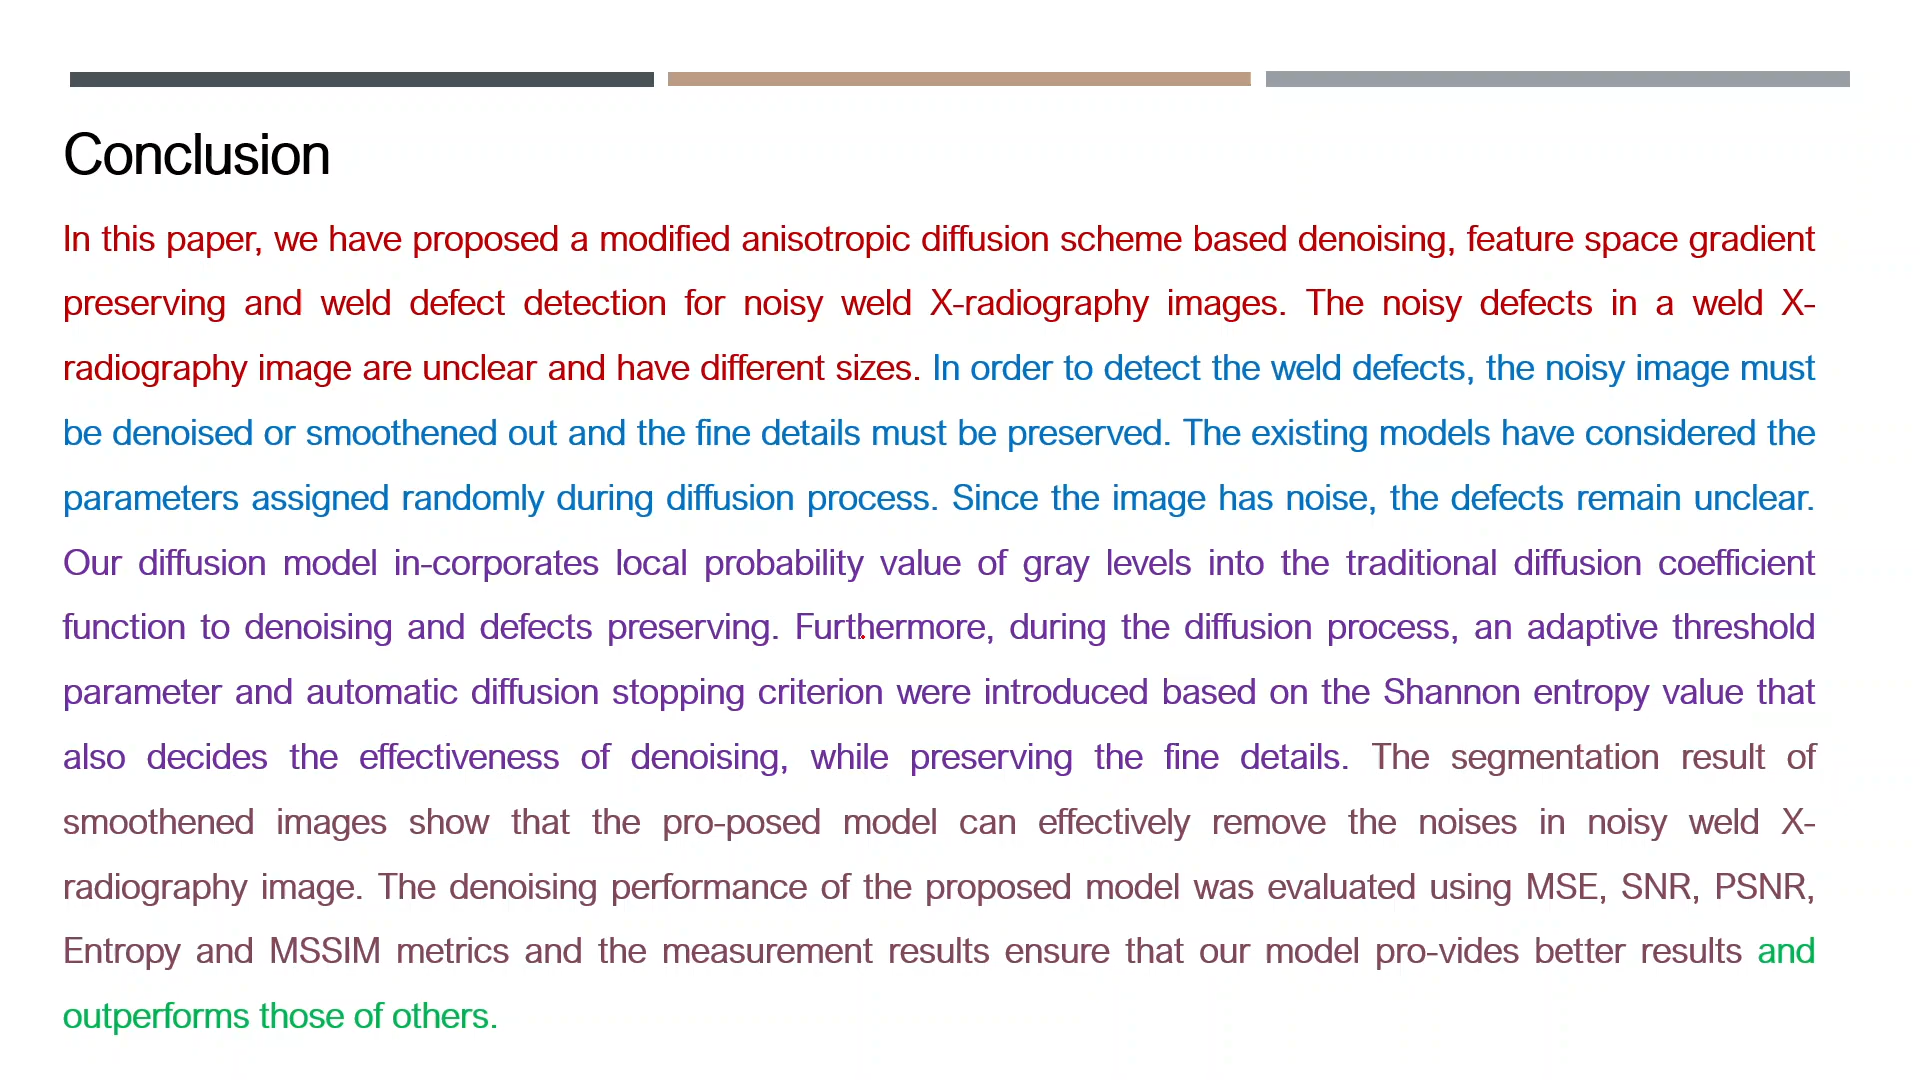 Conclusion
In this paper, we have proposed a modified anisotropic diffusion scheme based denoising, feature space gradient
preserving and weld defect detection for noisy weld X-radiography images. The noisy defects in a weld X-
radiography image are unclear and have different sizes. In order to detect the weld defects, the noisy image must
be denoised or smoothened out and the fine details must be preserved. The existing models have considered the
parameters assigned randomly during diffusion process. Since the image has noise, the defects remain unclear.
Our diffusion model in-corporates local probability value of gray levels into the traditional diffusion coefficient
function to denoising and defects preserving. Furthermore, during the diffusion process, an adaptive threshold
parameter and automatic diffusion stopping criterion were introduced based on the Shannon entropy value that
also decides the effectiveness of denoising, while preserving the fine details. The segmentation result of
smoothened images show that the pro-posed model can effectively remove the noises in noisy weld X-
radiography image. The denoising performance of the proposed model was evaluated using MSE, SNR, PSNR,
Entropy and MSSIM metrics and the measurement results ensure that our model pro-vides better results and
outperforms those of others.